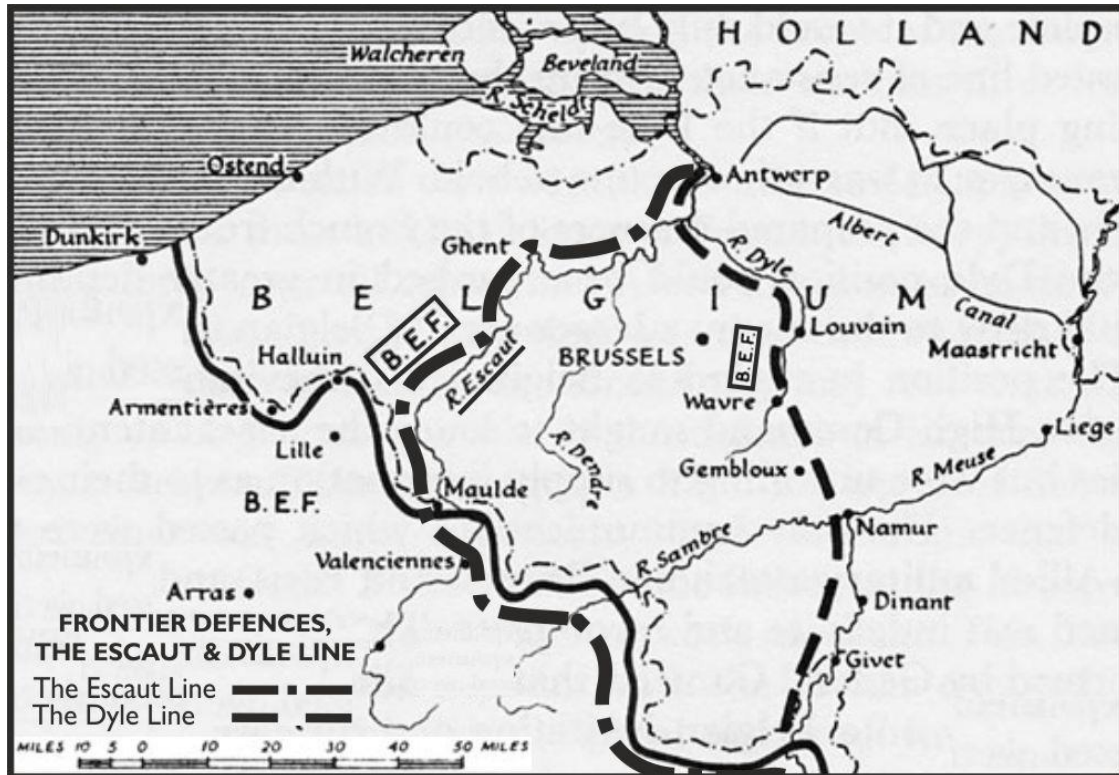 HOLLAND
Walcheren
Beveland
R. Scheldt
Ostend
Antwerp
Dunkirk
Ghent
R. Dyle
Albert
Canal
BELGIUM
B.E.F.
R. Escaut
BRUSSELS
B.E.F.
Louvain
Maastricht
Halluin
Wavre
Armentières
Lille
R. Dendre
Liège
Gembloux
R. Meuse
B.E.F.
Maulde
Namur
Valenciennes
R. Sambre
Arras
Dinant
FRONTIER DEFENCES,
THE ESCAUT & DYLE LINE
Givet
The Escaut Line
The Dyle Line
MILES 10 5 0 10 20 30 40 50 MILES